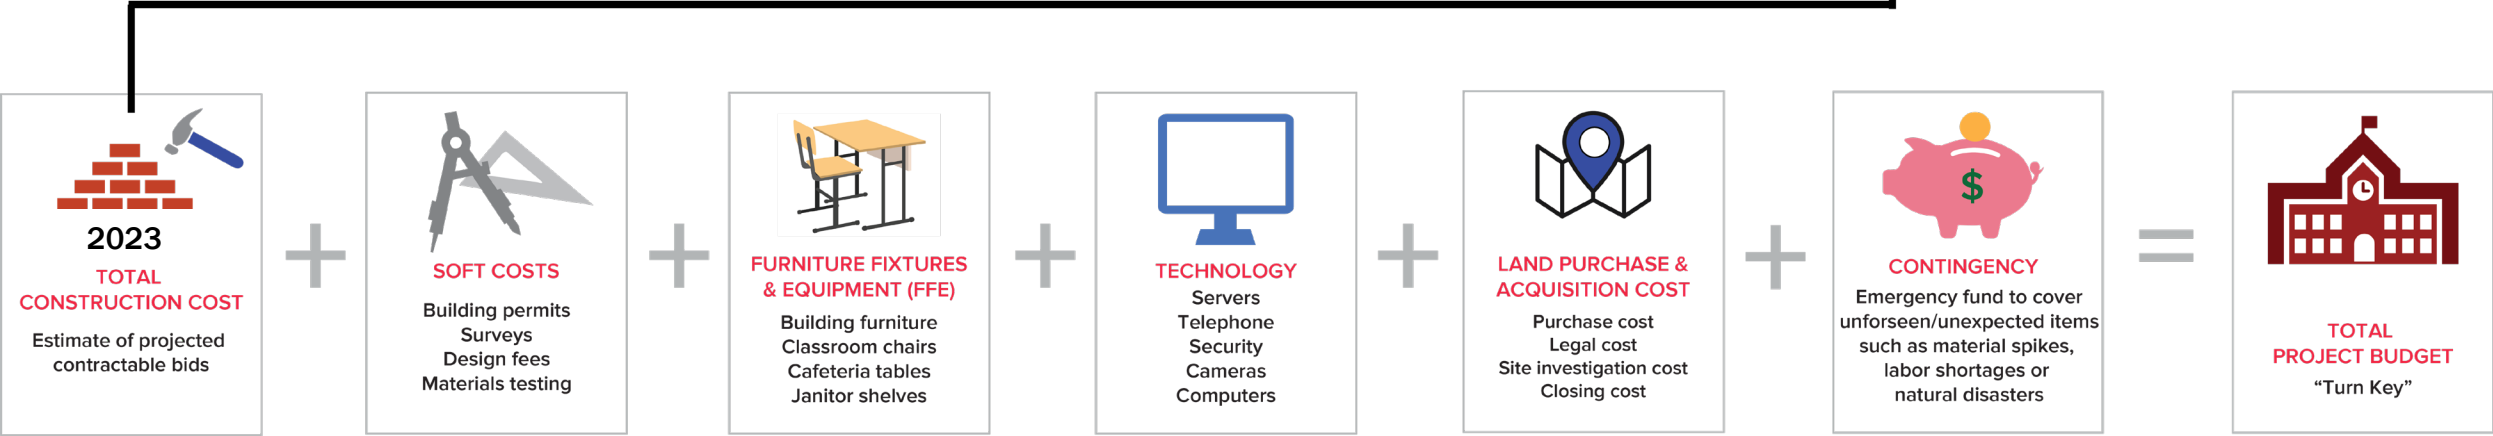 2023
TOTAL
CONSTRUCTION COST
Estimate of projected
contractable bids
SOFT COSTS
Building permits
Surveys
Design fees
Materials testing
FURNITURE FIXTURES
& EQUIPMENT (FFE)
Building furniture
Classroom chairs
Cafeteria tables
Janitor shelves
TECHNOLOGY
Servers
Telephone
Security
Cameras
Computers
LAND PURCHASE &
ACQUISITION COST
Purchase cost
Legal cost
Site investigation cost
Closing cost
$
CONTINGENCY
Emergency fund to cover
unforseen/unexpected items
such as material spikes,
labor shortages or
natural disasters
TOTAL
PROJECT BUDGET
“Turn Key”